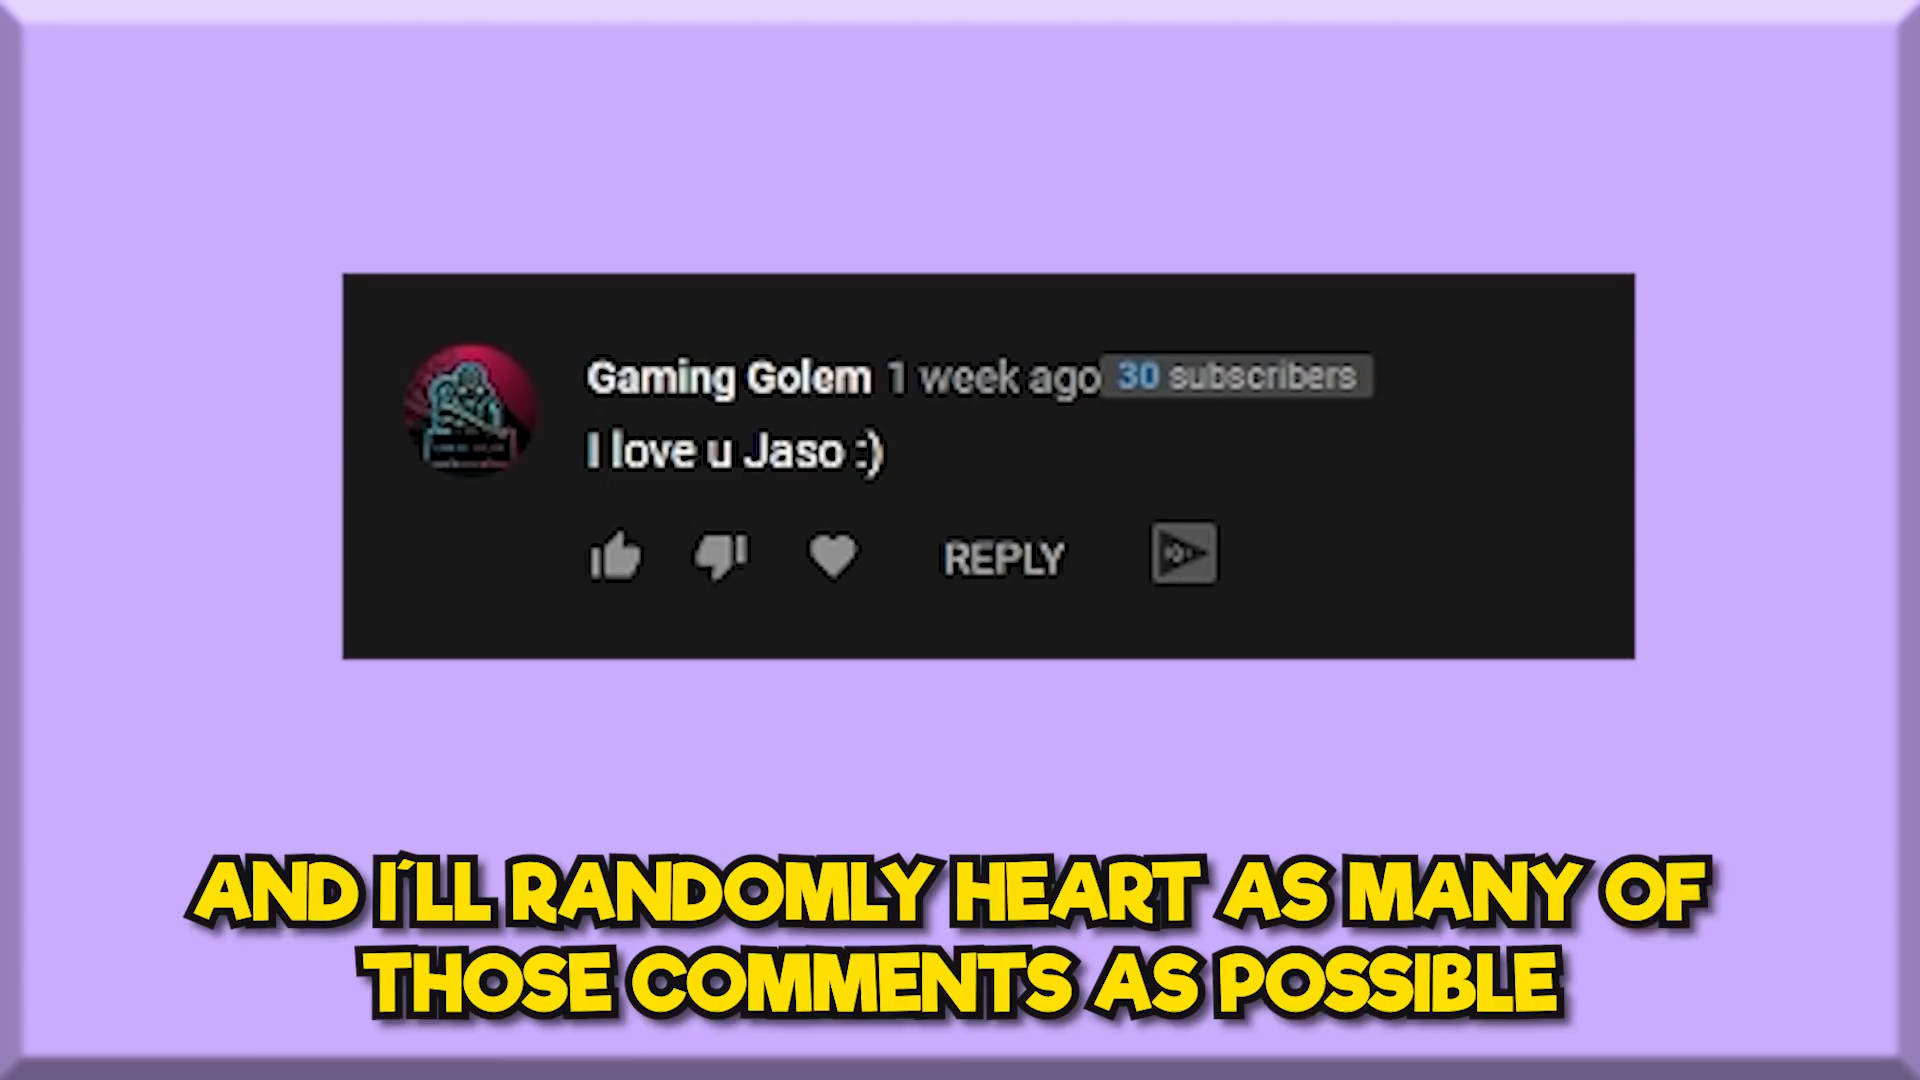 Gaming Golem 1 week ago 30 subscribers
I love u Jaso :)
REPLY
AND I'LL RANDOMLY HEART AS MANY OF
THOSE COMMENTS AS POSSIBLE